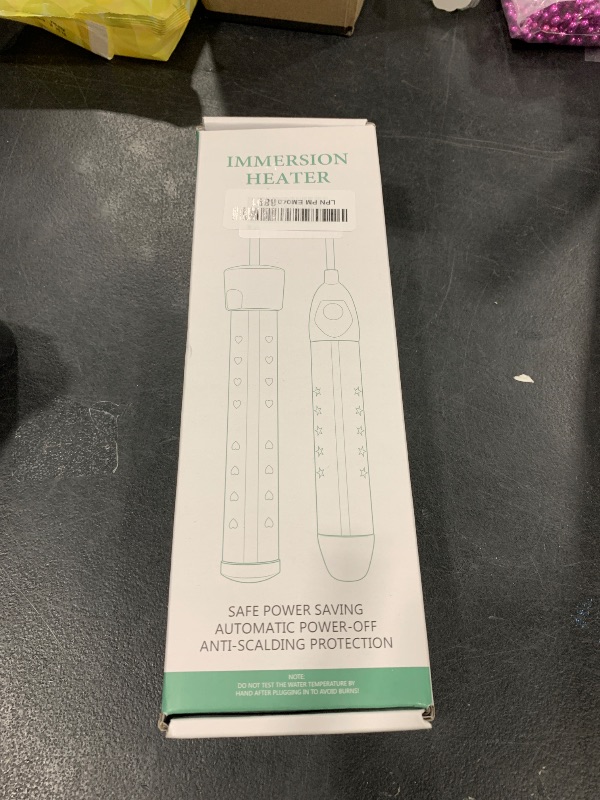 IMMERSION
HEATER
LPN PM
SAFE POWER SAVING
AUTOMATIC POWER-OFF
ANTI-SCALDING PROTECTION
NOTE
DO NOT TEST THE WATER TEMPERATURE BY
HAND AFTER PLUGGING IN TO AVOID BURNS!